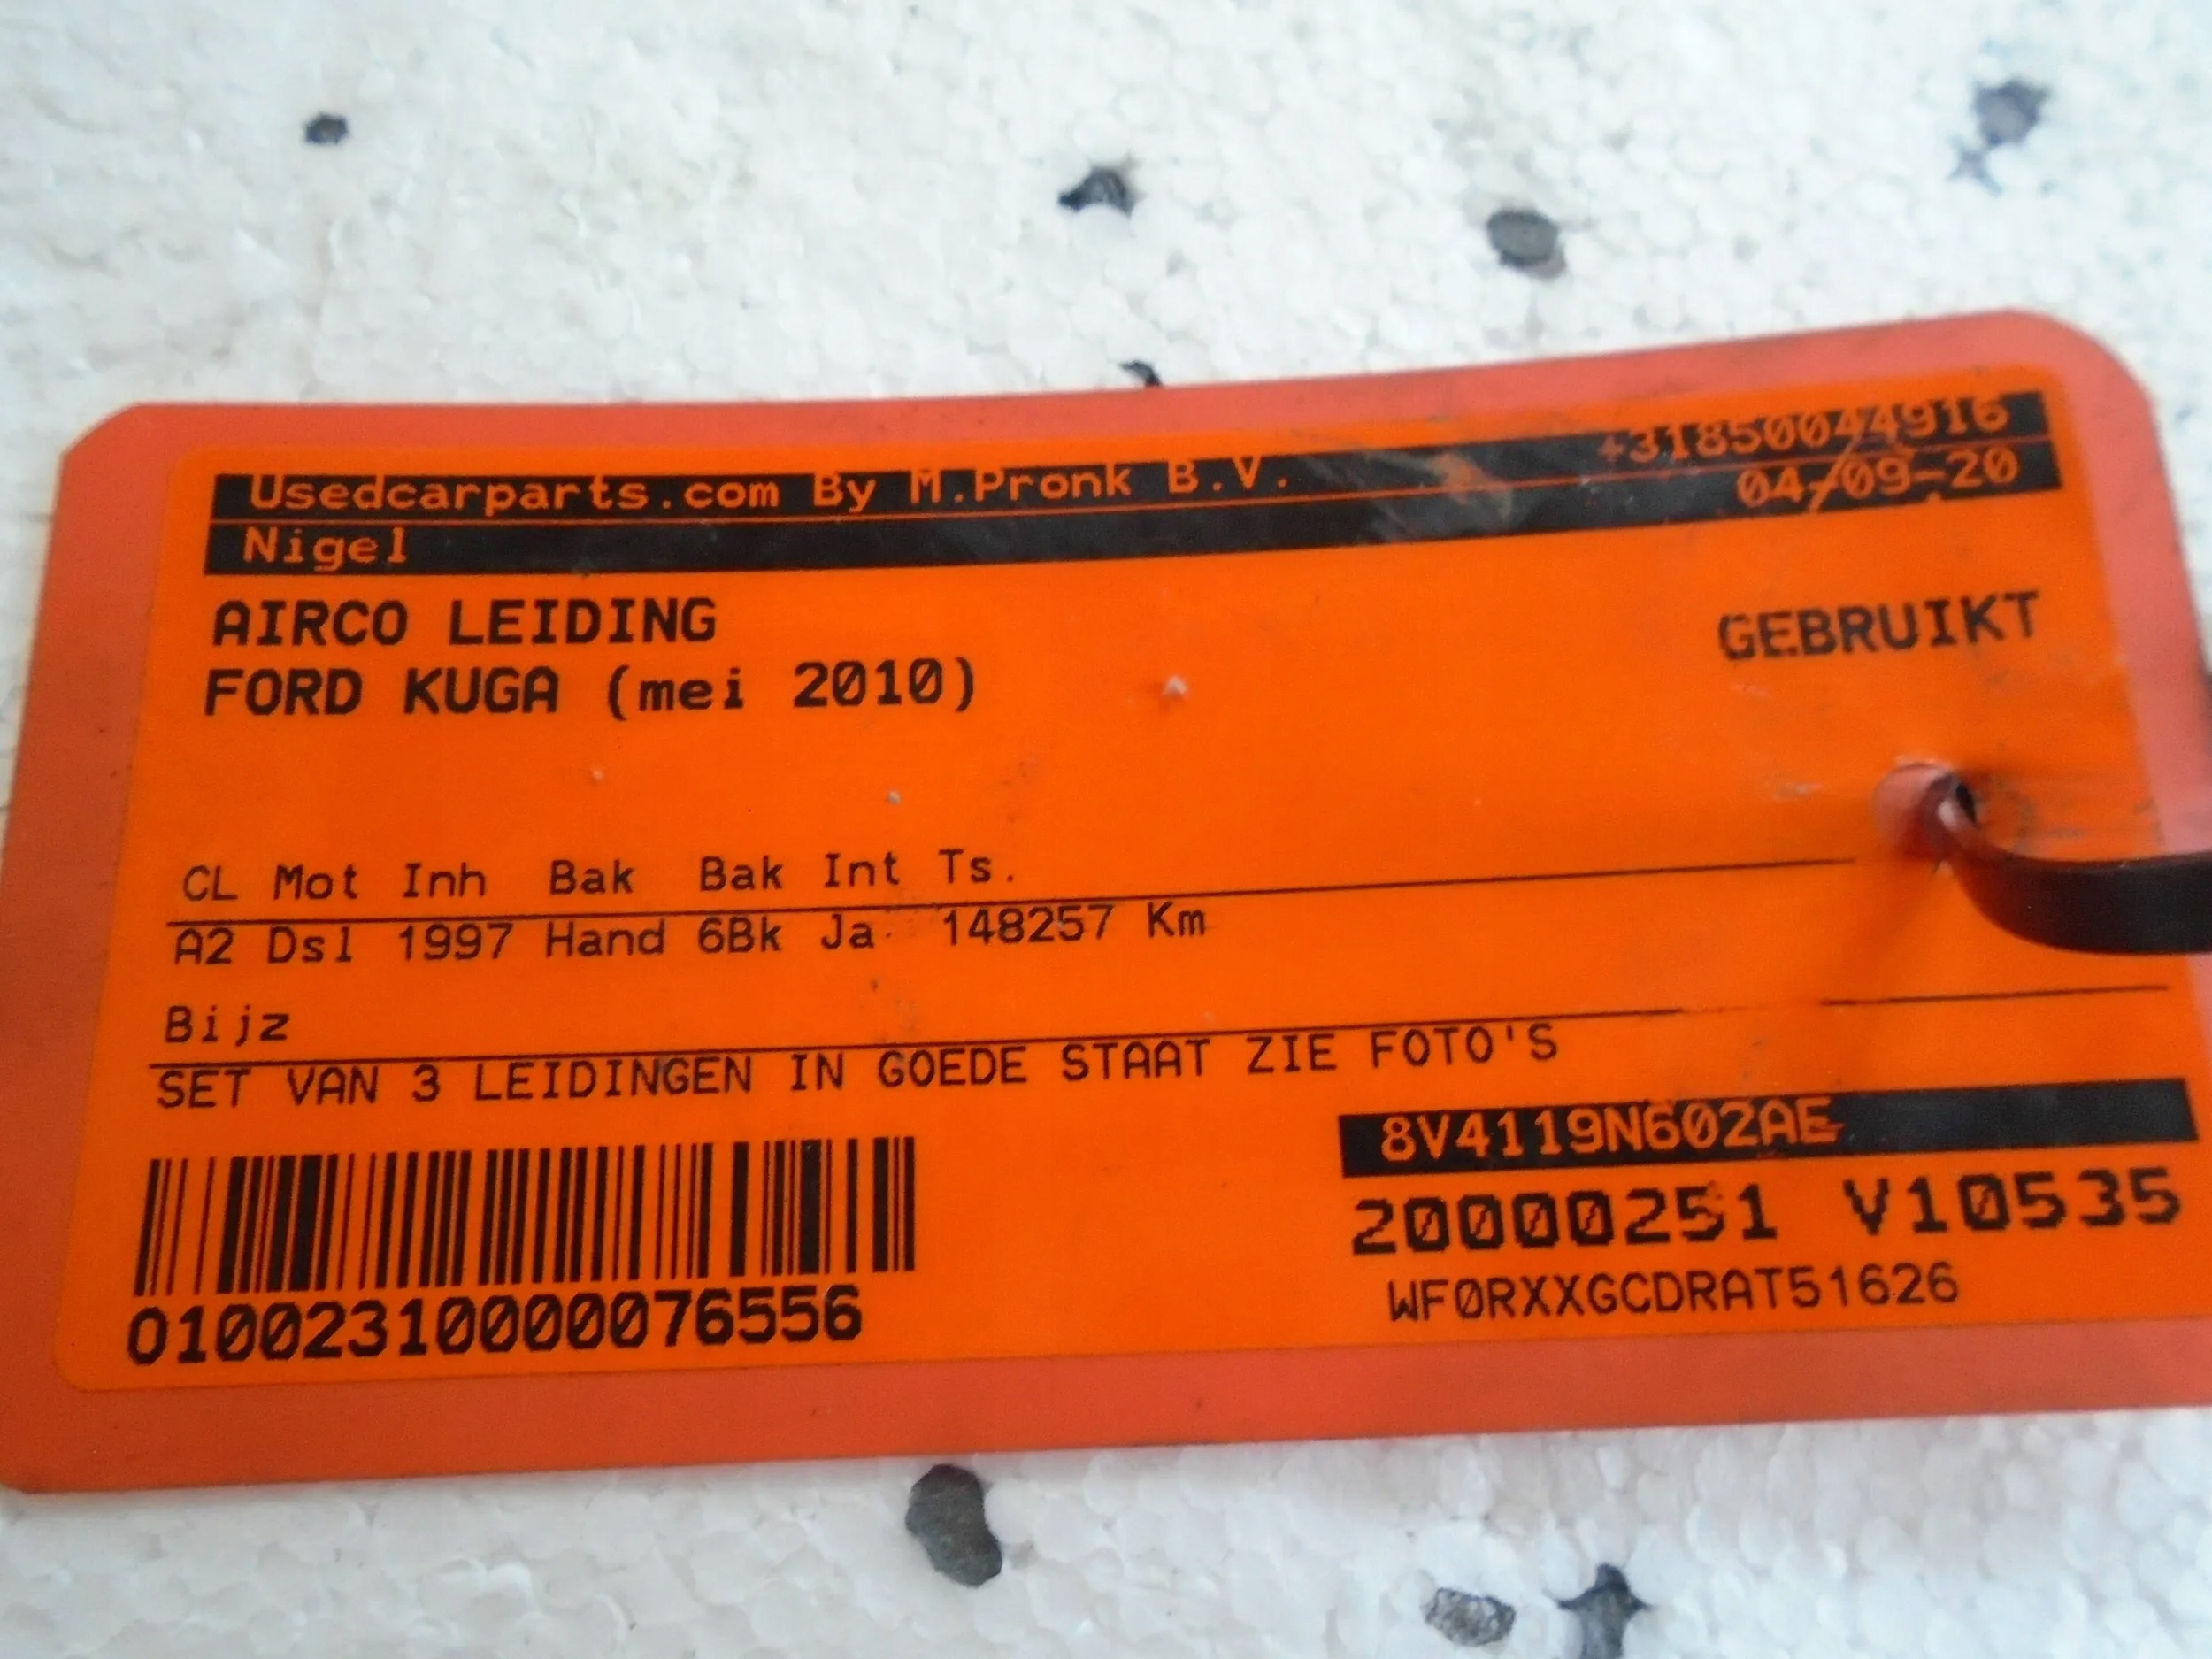 Usedcarparts.com By M.Pronk B.V. +31850044916
Nigel 04-09-20
AIRCO LEIDING GEBRUIKT
FORD KUGA (mei 2010)
CL Mot Inh Bak Bak Int Ts.
A2 Dsl 1997 Hand 6Bk Ja 148257 Km
Bijz
SET VAN 3 LEIDINGEN IN GOEDE STAAT ZIE FOTO'S
8V4119N602AE
20000251 V10535
WF0RXXGCDRAT51626
01002310000076556